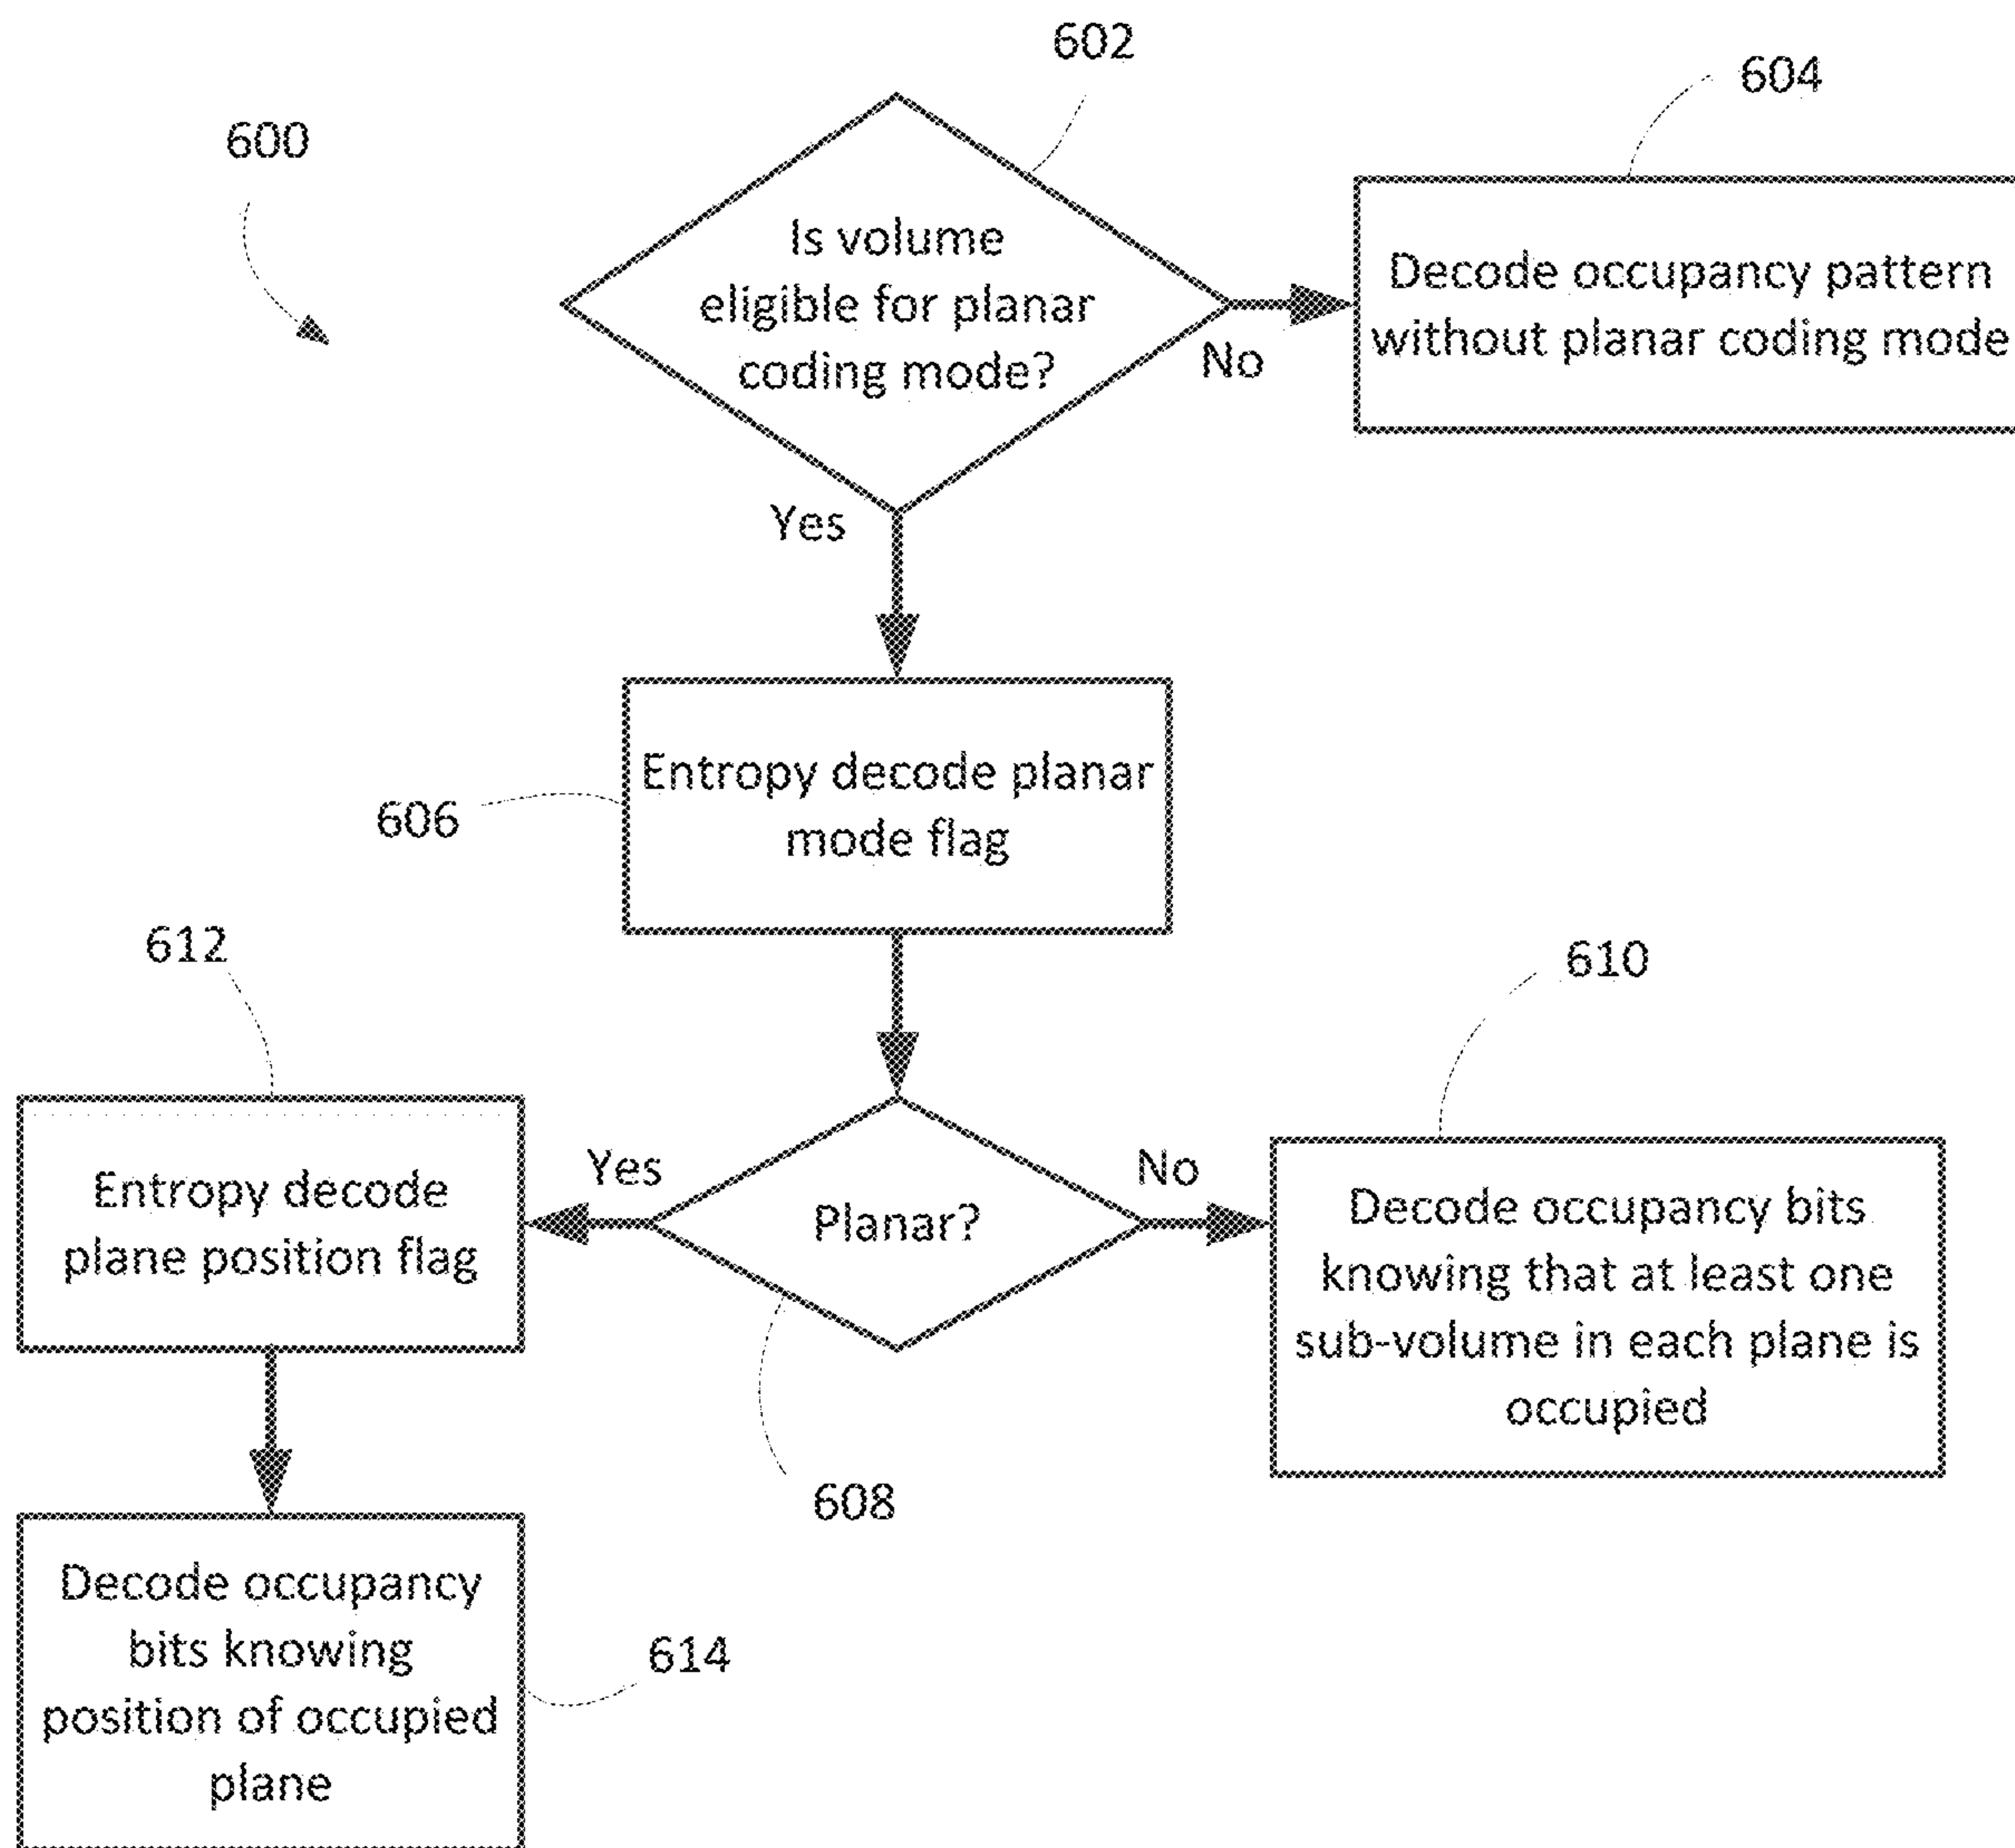 602
604
600
Is volume
eligible for planar
coding mode?
Decode occupancy pattern
without planar coding mode
No
Yes
Entropy decode planar
mode flag
606
612
610
Yes
No
Entropy decode
plane position flag
Planar?
Decode occupancy bits
knowing that at least one
sub-volume in each plane is
occupied
608
Decode occupancy
bits knowing
position of occupied
plane
614